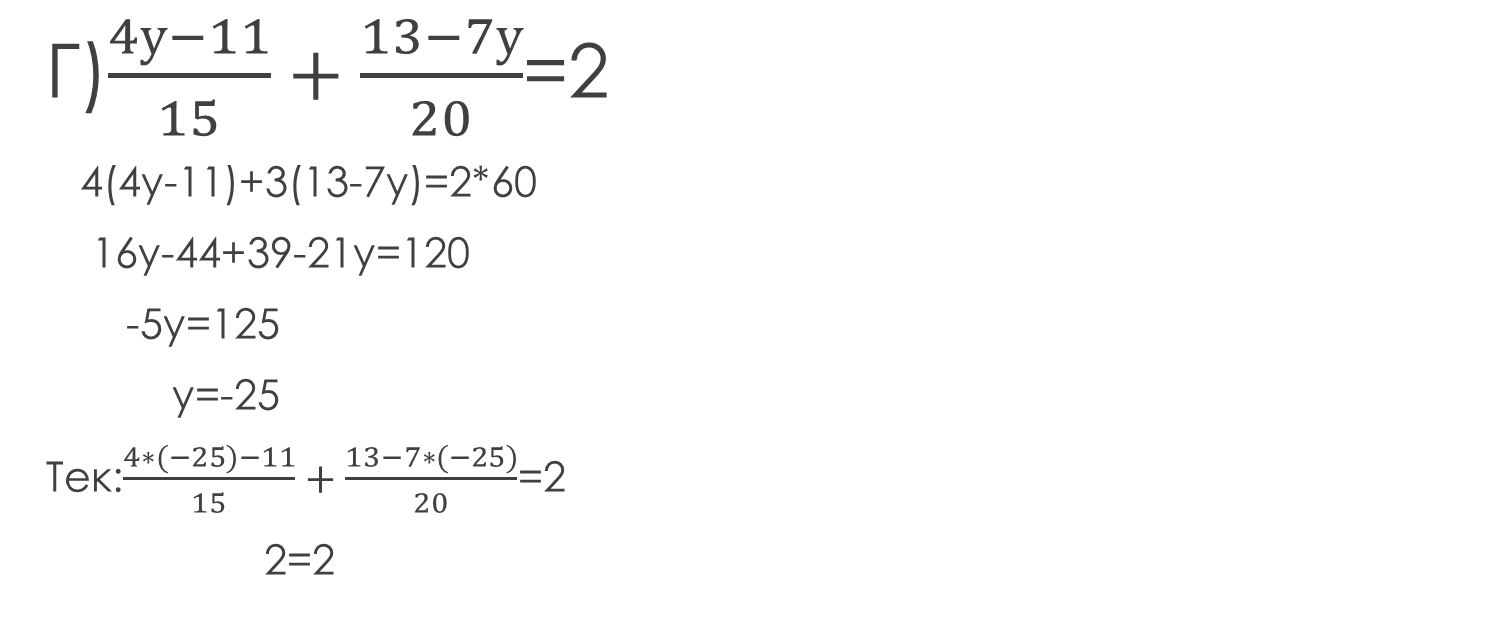 Г) (4y−11)/15 + (13−7y)/20 =2
4(4y-11)+3(13-7y)=2*60
16y-44+39-21y=120
-5y=125
y=-25
Тек: (4∗(−25)−11)/15 + (13−7∗(−25))/20 =2
2=2